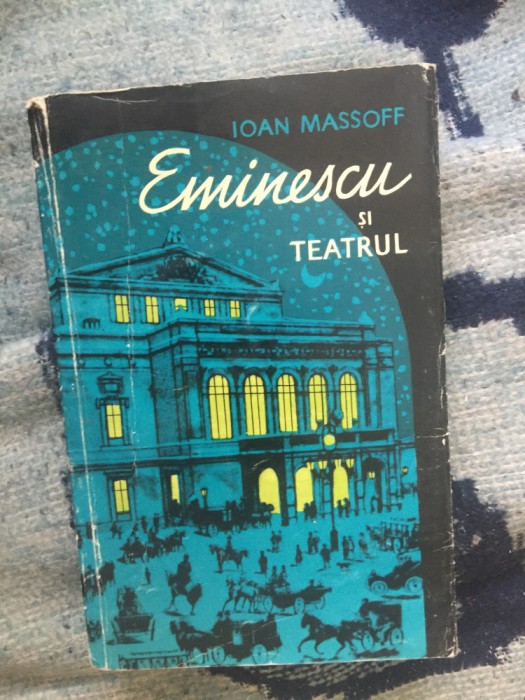 IOAN MASSOFF
Eminescu
ȘI
TEATRUL